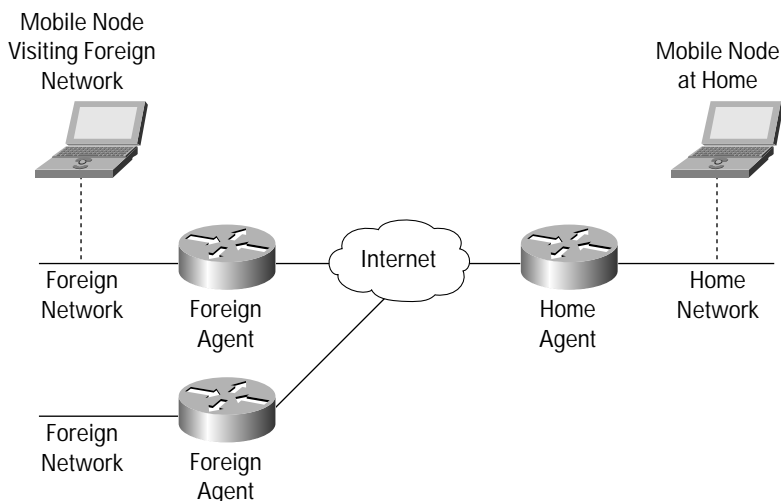 Mobile Node
Visiting Foreign
Network
Mobile Node
at Home
Internet
Foreign
Network
Foreign
Agent
Home
Agent
Home
Network
Foreign
Network
Foreign
Agent